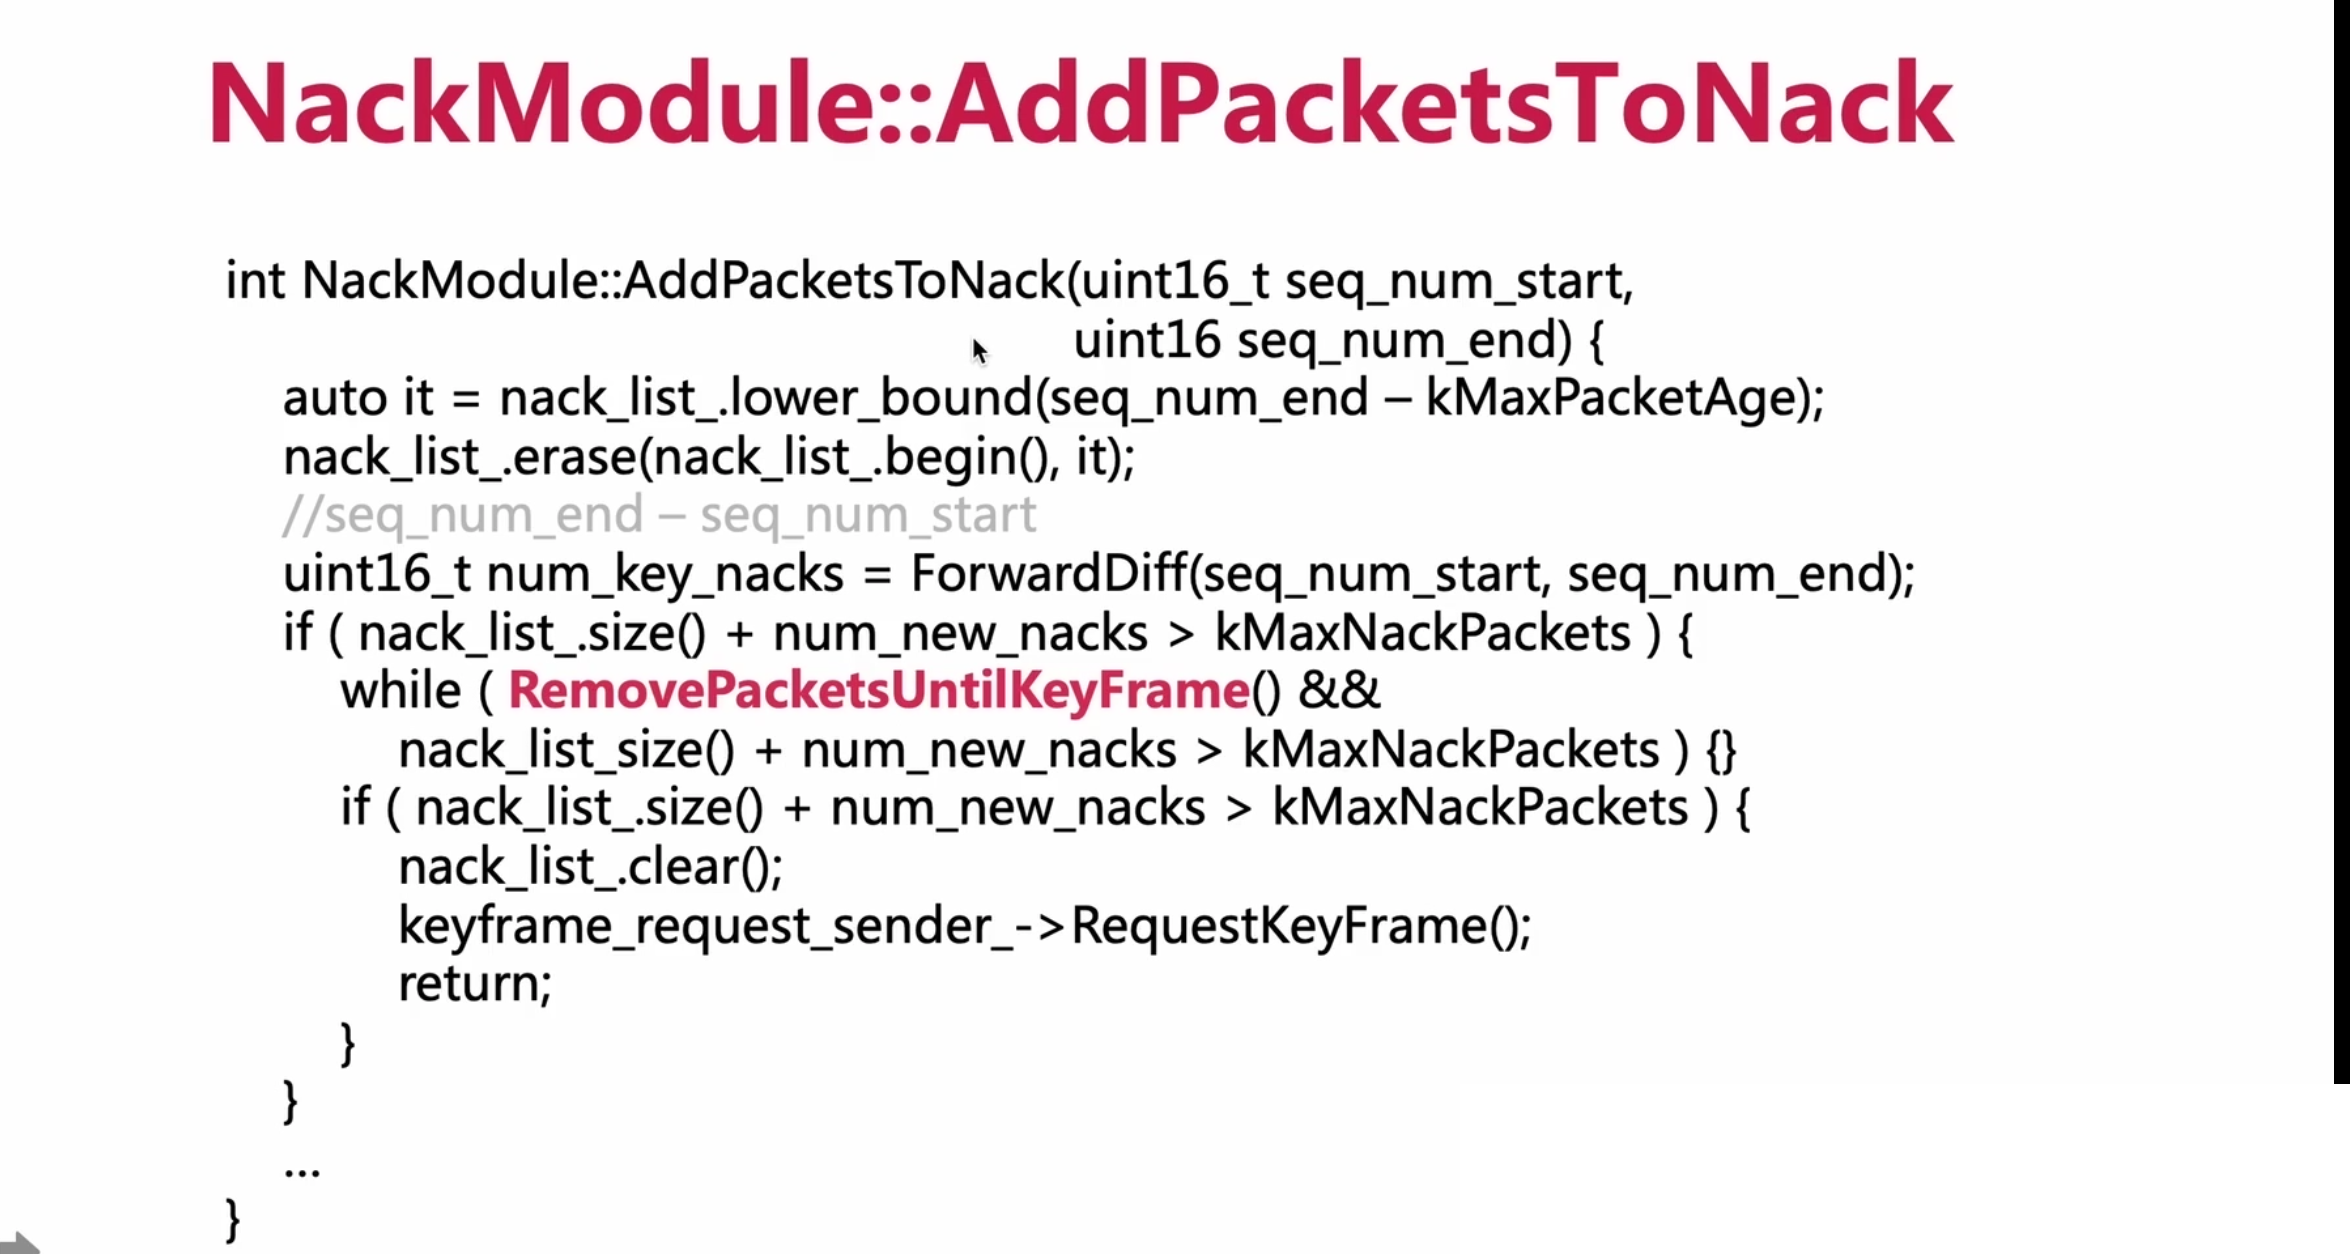 NackModule::AddPacketsToNack
int NackModule::AddPacketsToNack(uint16_t seq_num_start,
uint16 seq_num_end) {
auto it = nack_list_.lower_bound(seq_num_end – kMaxPacketAge);
nack_list_.erase(nack_list_.begin(), it);
//seq_num_end – seq_num_start
uint16_t num_key_nacks = ForwardDiff(seq_num_start, seq_num_end);
if ( nack_list_.size() + num_new_nacks > kMaxNackPackets ) {
while ( RemovePacketsUntilKeyFrame() &&
nack_list_size() + num_new_nacks > kMaxNackPackets ) {}
if ( nack_list_.size() + num_new_nacks > kMaxNackPackets ) {
nack_list_.clear();
keyframe_request_sender_->RequestKeyFrame();
return;
}
}
...
}